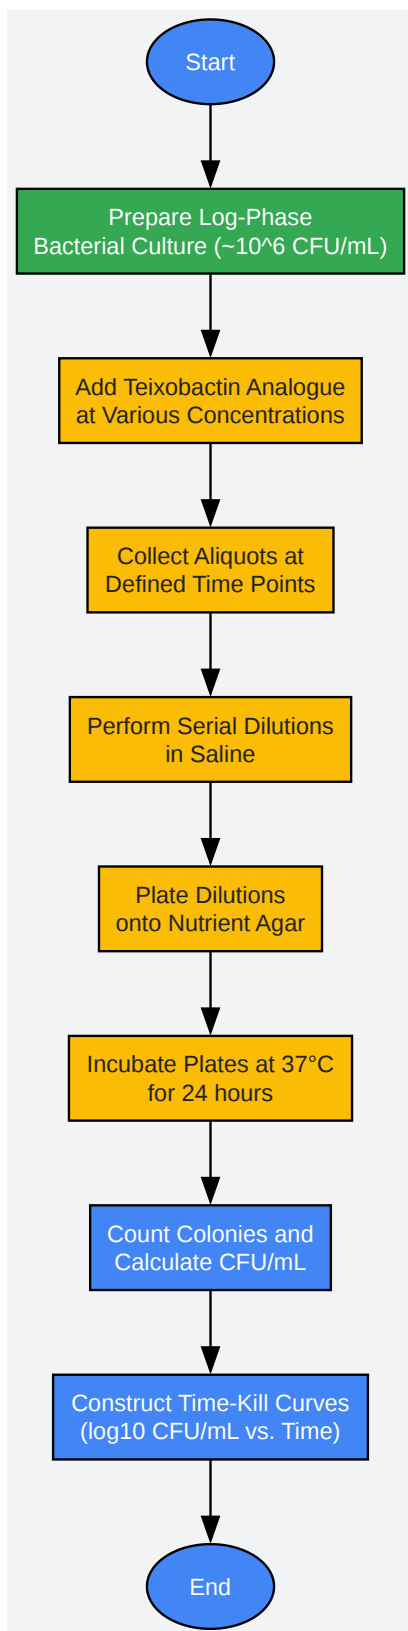 Start
Prepare Log-Phase
Bacterial Culture (~10^6 CFU/mL)
Add Teixobactin Analogue
at Various Concentrations
Collect Aliquots at
Defined Time Points
Perform Serial Dilutions
in Saline
Plate Dilutions
onto Nutrient Agar
Incubate Plates at 37°C
for 24 hours
Count Colonies and
Calculate CFU/mL
Construct Time-Kill Curves
(log10 CFU/mL vs. Time)
End